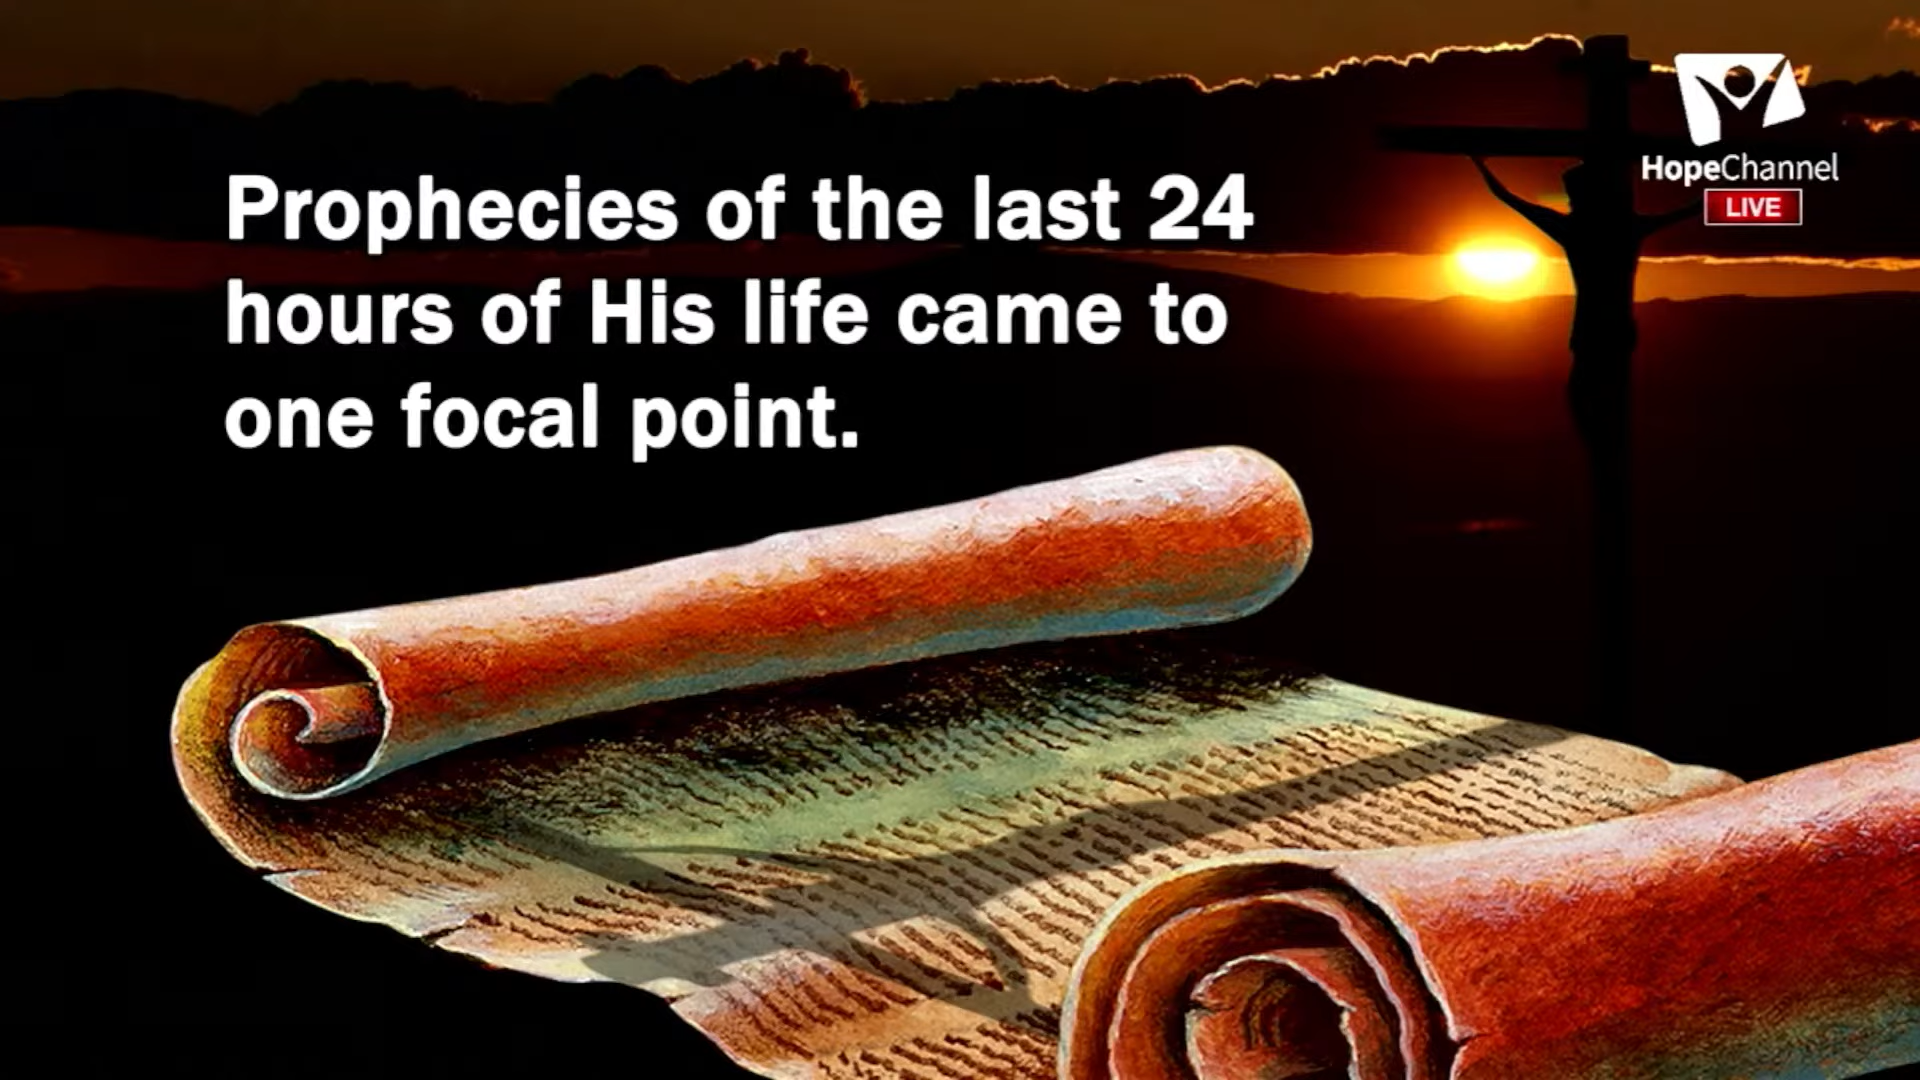 Prophecies of the last 24
hours of His life came to
one focal point.
HopeChannel
LIVE